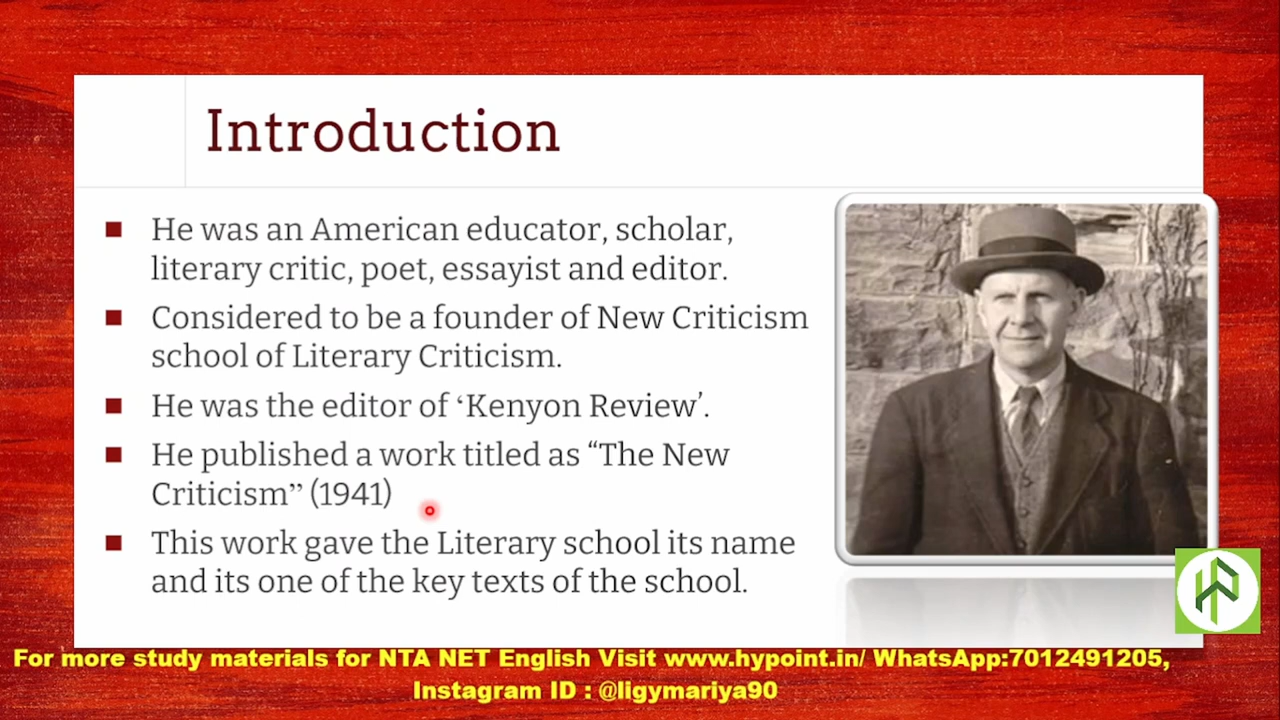 Introduction
He was an American educator, scholar,
literary critic, poet, essayist and editor.
Considered to be a founder of New Criticism
school of Literary Criticism.
He was the editor of ‘Kenyon Review’.
He published a work titled as “The New
Criticism” (1941)
This work gave the Literary school its name
and its one of the key texts of the school.
For more study materials for NTA NET English Visit www.hypoint.in/ WhatsApp:7012491205,
Instagram ID : @ligymariya90